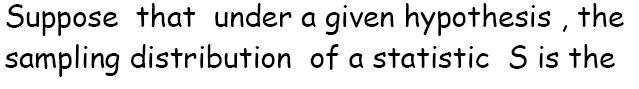 Suppose that under a given hypothesis , the
sampling distribution of a statistic S is the